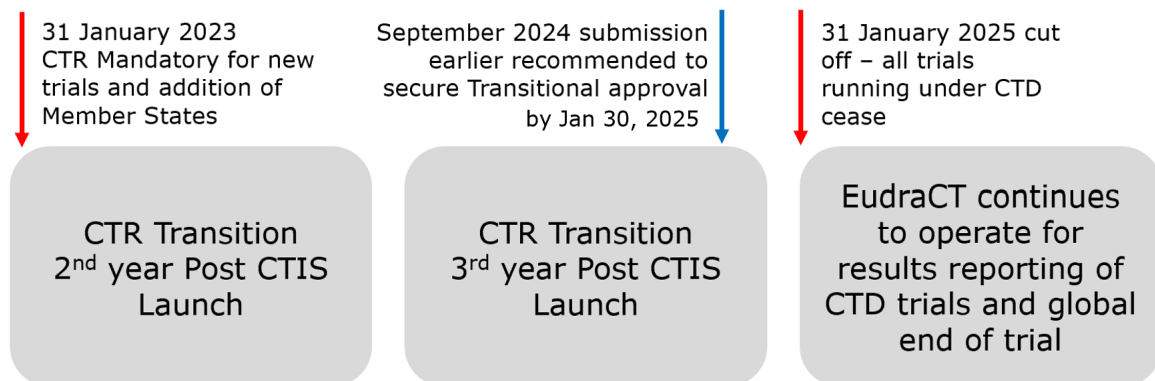 31 January 2023
CTR Mandatory for new
trials and addition of
Member States
September 2024 submission
earlier recommended to
secure Transitional approval
by Jan 30, 2025
31 January 2025 cut
off – all trials
running under CTD
cease
CTR Transition
2nd year Post CTIS
Launch
CTR Transition
3rd year Post CTIS
Launch
EudraCT continues
to operate for
results reporting of
CTD trials and global
end of trial